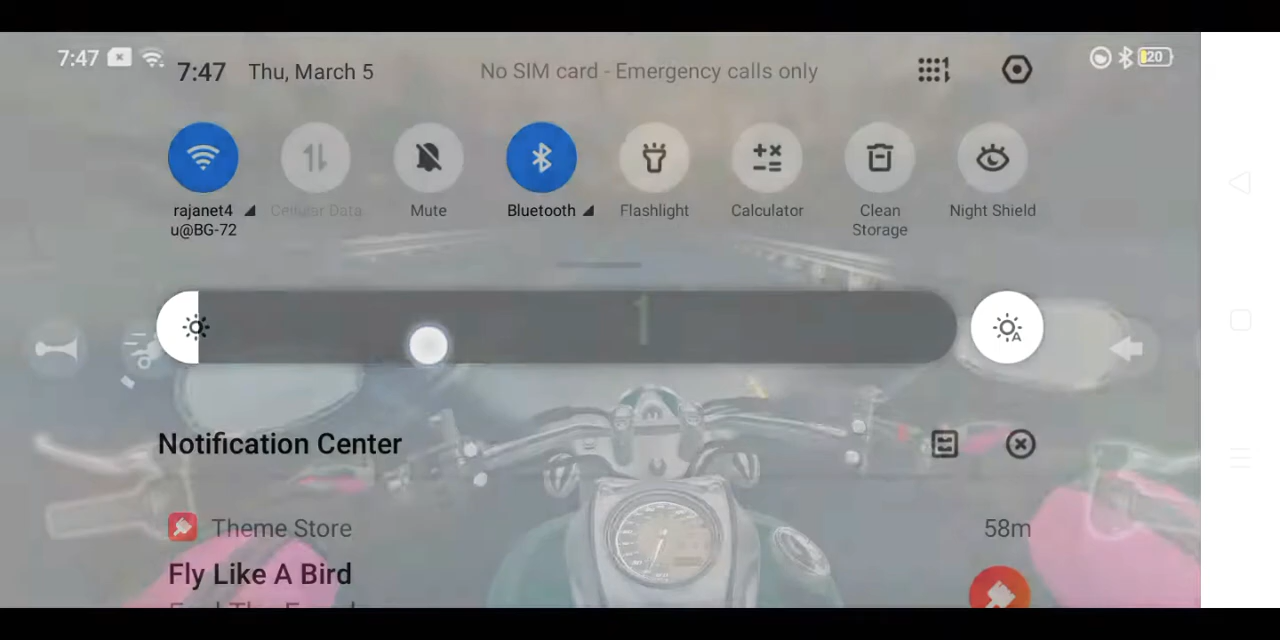 7:47
7:47 Thu, March 5 No SIM card - Emergency calls only
20
rajanet4
u@BG-72
Cellular Data
Mute
Bluetooth
Flashlight
Calculator
Clean
Storage
Night Shield
1
A
Notification Center
Theme Store 58m
Fly Like A Bird